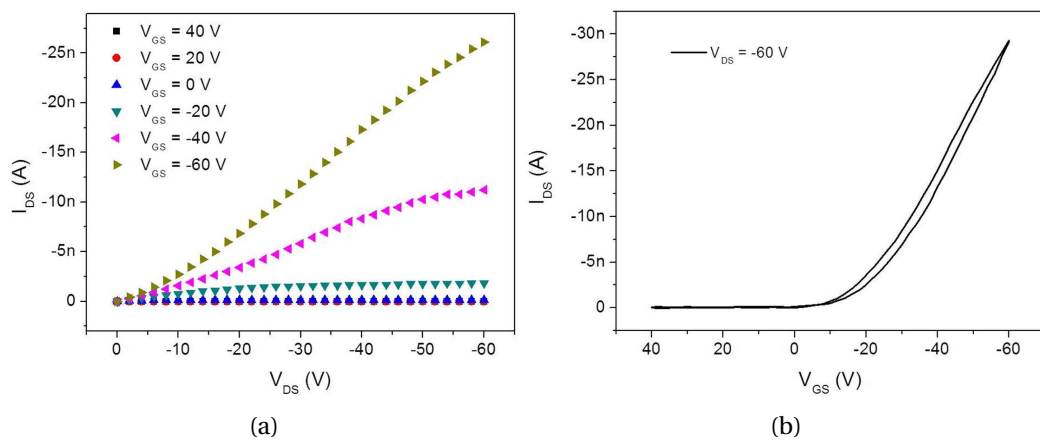 V_GS = 40 V
V_GS = 20 V
V_GS = 0 V
V_GS = -20 V
V_GS = -40 V
V_GS = -60 V
-25n
-20n
-15n
-10n
-5n
0
I_DS (A)
0 -10 -20 -30 -40 -50 -60
V_DS (V)
(a)
V_DS = -60 V
-30n
-25n
-20n
-15n
-10n
-5n
0
I_DS (A)
40 20 0 -20 -40 -60
V_GS (V)
(b)